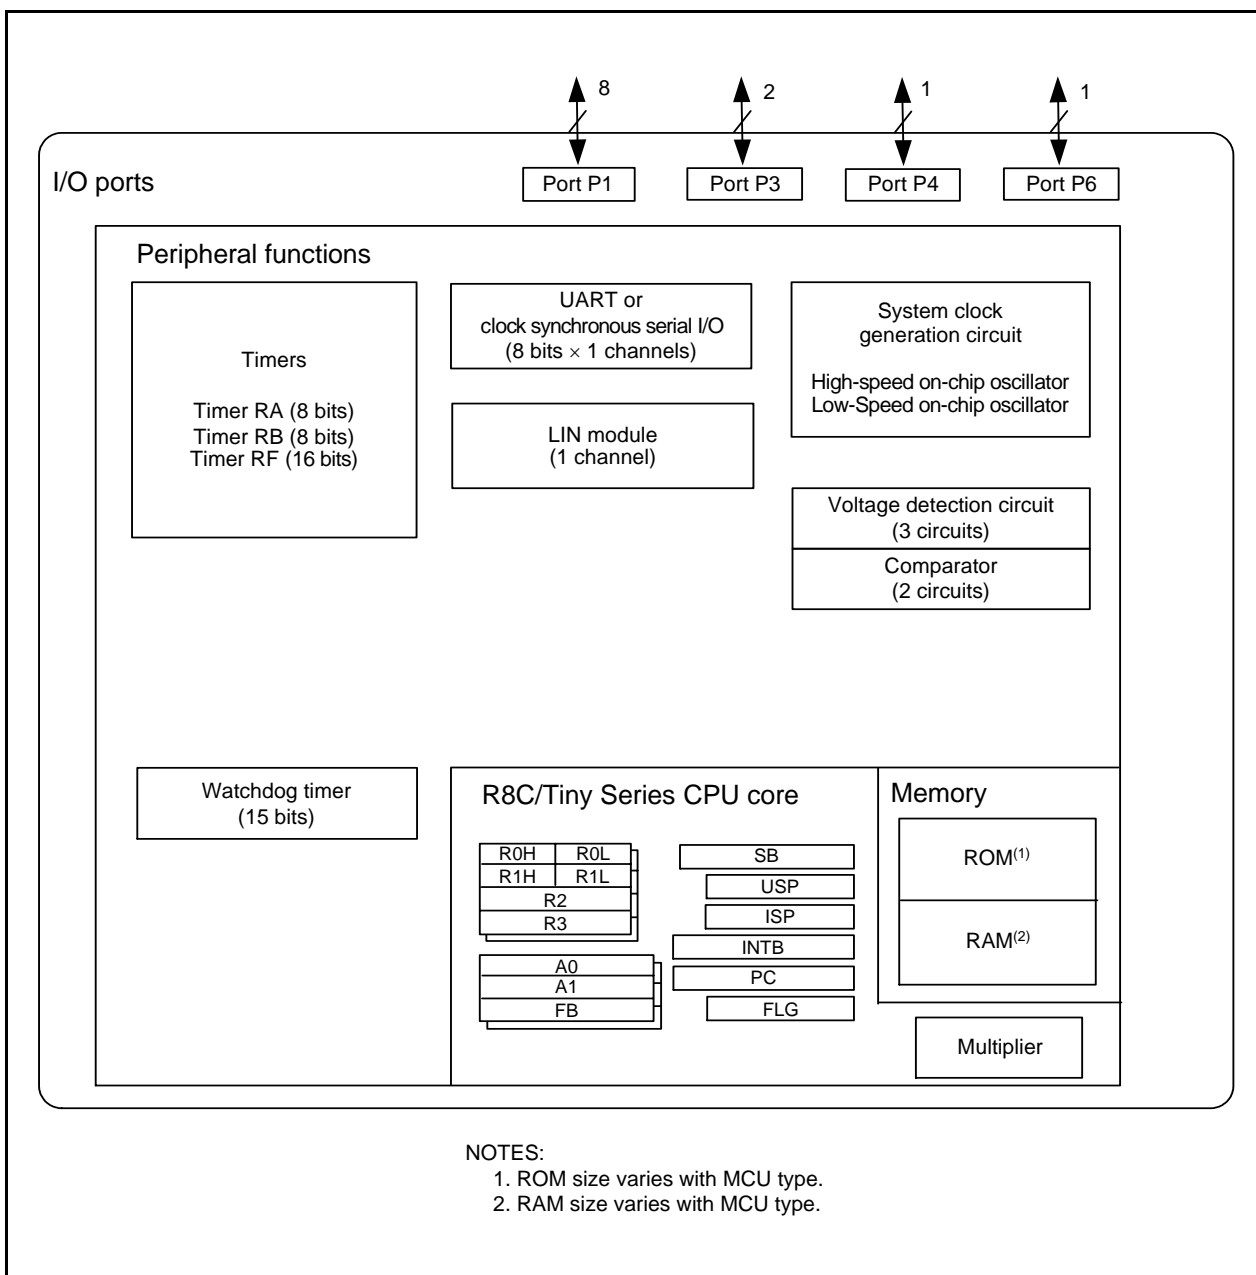 8
2
1
1
I/O ports
Port P1
Port P3
Port P4
Port P6
Peripheral functions
Timers
Timer RA (8 bits)
Timer RB (8 bits)
Timer RF (16 bits)
UART or
clock synchronous serial I/O
(8 bits × 1 channels)
LIN module
(1 channel)
System clock
generation circuit
High-speed on-chip oscillator
Low-Speed on-chip oscillator
Voltage detection circuit
(3 circuits)
Comparator
(2 circuits)
Watchdog timer
(15 bits)
R8C/Tiny Series CPU core
R0H
R0L
R1H
R1L
R2
R3
A0
A1
FB
SB
USP
ISP
INTB
PC
FLG
Memory
ROM(1)
RAM(2)
Multiplier
NOTES:
1. ROM size varies with MCU type.
2. RAM size varies with MCU type.